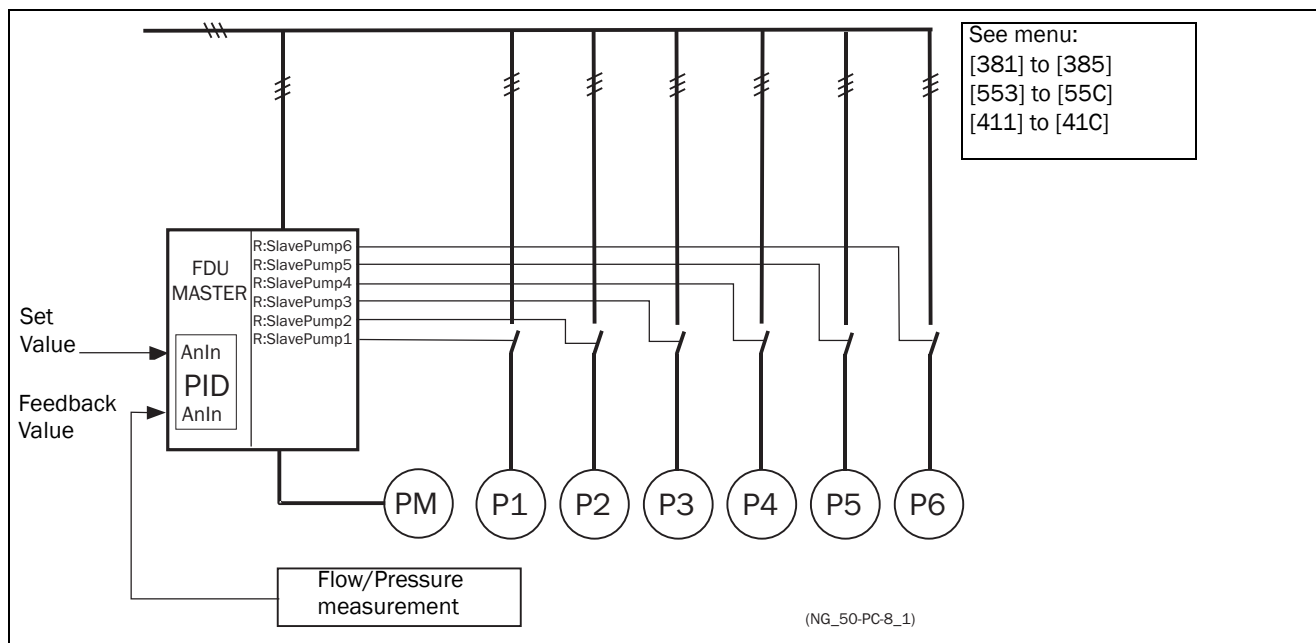 See menu:
[381] to [385]
[553] to [55C]
[411] to [41C]
R:SlavePump6
R:SlavePump5
R:SlavePump4
R:SlavePump3
R:SlavePump2
R:SlavePump1
FDU
MASTER
Set
Value
AnIn
PID
AnIn
Feedback
Value
PM
P1
P2
P3
P4
P5
P6
Flow/Pressure
measurement
(NG_50-PC-8_1)